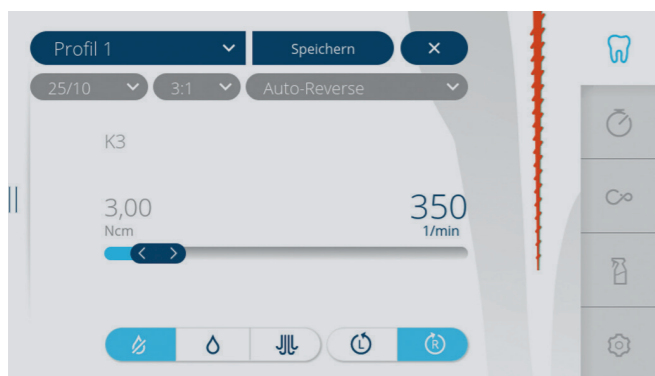 Profil 1 Speichern ×
25/10 3:1 Auto-Reverse
K3
3,00 350
Ncm 1/min
L R